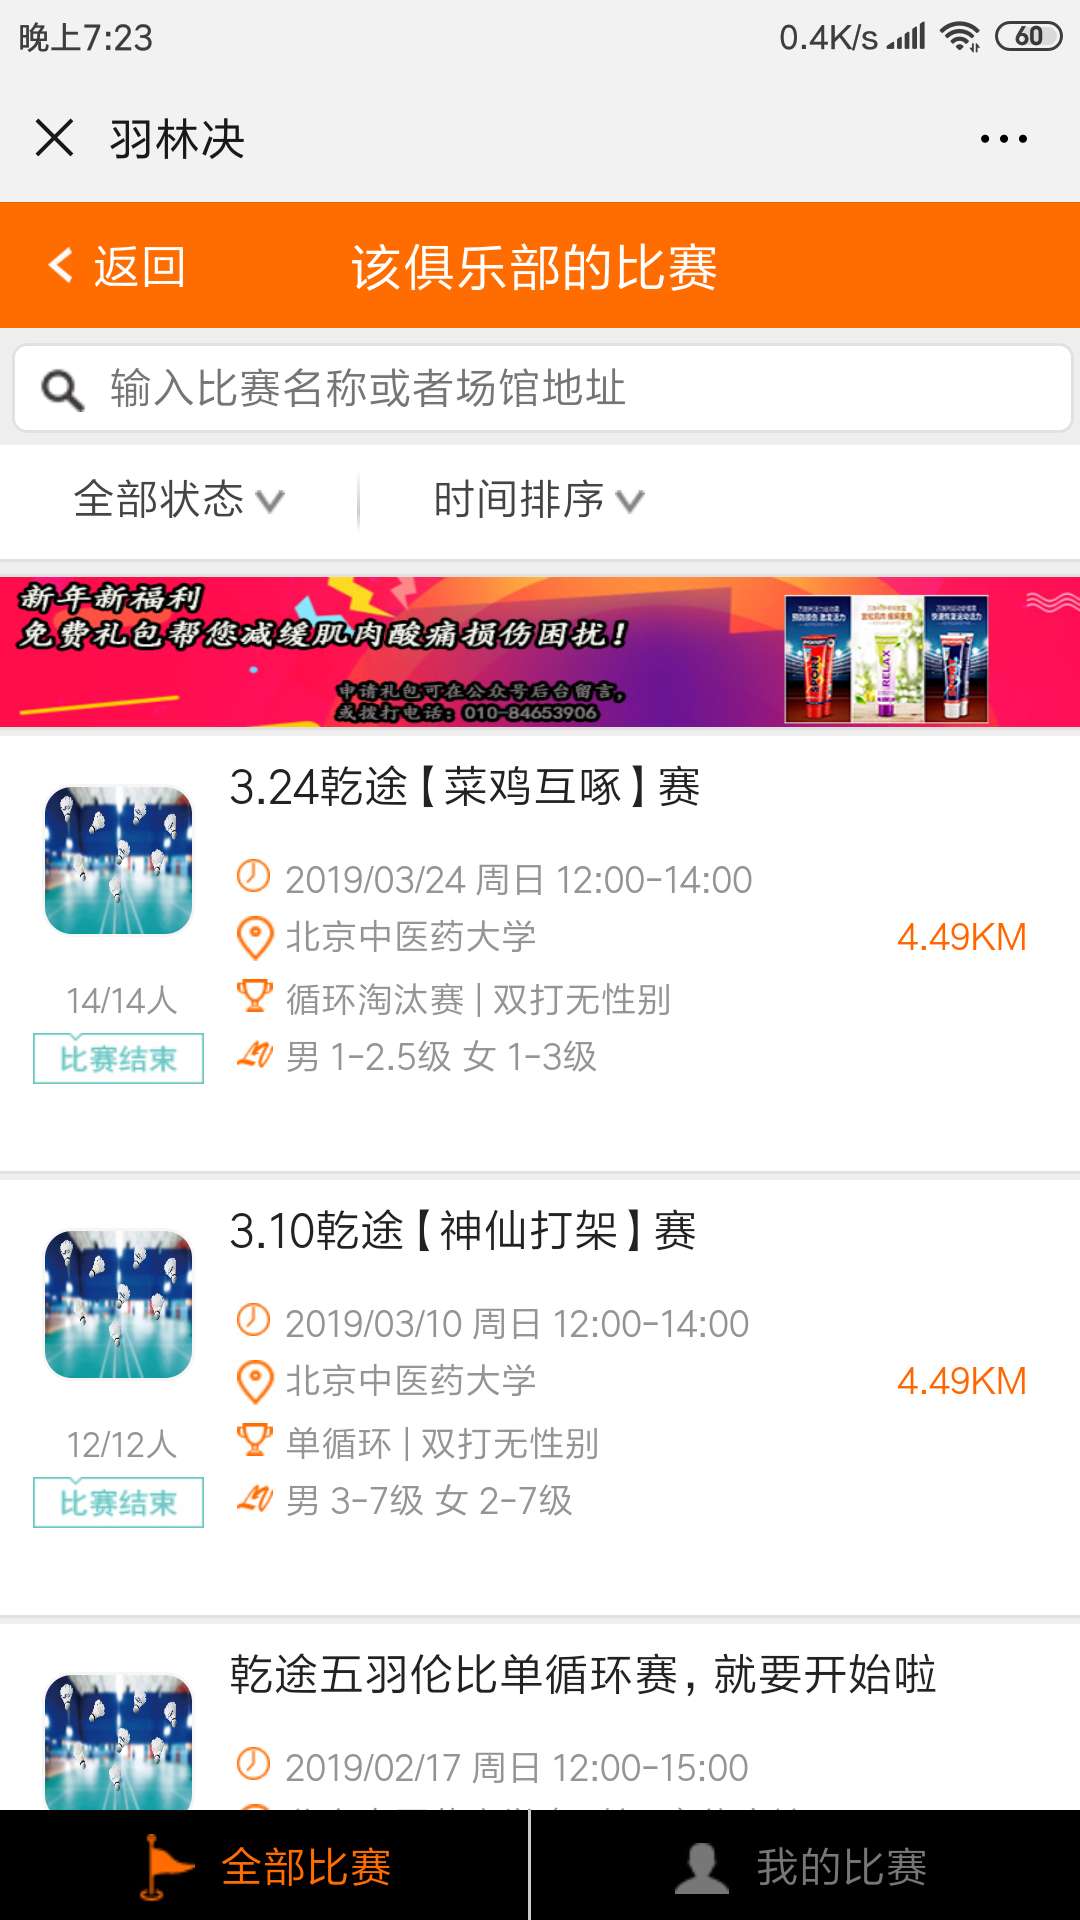 晚上7:23
0.4K/s
60
羽林决
返回
该俱乐部的比赛
输入比赛名称或者场馆地址
全部状态
时间排序
新年新福利
免费礼包帮您减缓肌肉酸痛损伤困扰！
申请礼包可在公众号后台留言，
或拨打电话：010-84653906
SPORT
RELAX
3.24乾途【菜鸡互啄】赛
2019/03/24 周日 12:00-14:00
北京中医药大学
4.49KM
14/14人
循环淘汰赛 | 双打无性别
比赛结束
男 1-2.5级 女 1-3级
3.10乾途【神仙打架】赛
2019/03/10 周日 12:00-14:00
北京中医药大学
4.49KM
12/12人
单循环 | 双打无性别
比赛结束
男 3-7级 女 2-7级
乾途五羽伦比单循环赛，就要开始啦
2019/02/17 周日 12:00-15:00
全部比赛
我的比赛